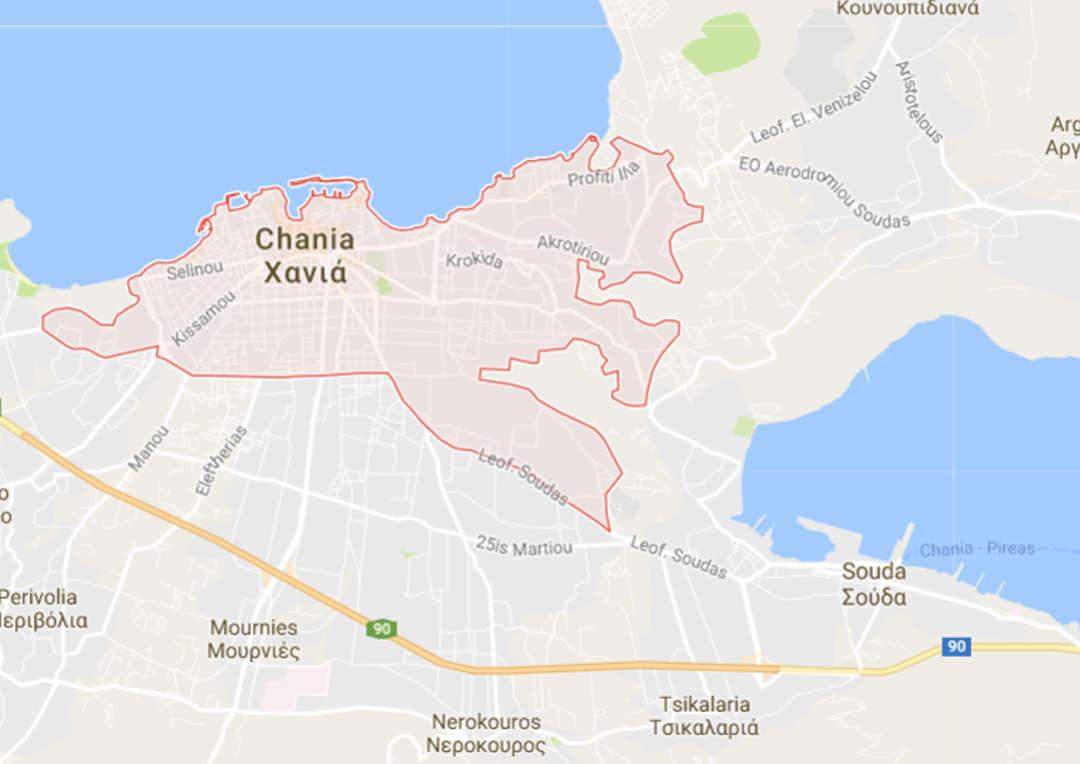 Κουνουπιδιανά
Leof. El. Venizelou
Aristotelous
Arg
Αργ
EO Aerodromiou Soudas
Profiti Ilia
Chania
Χανιά
Akrotiriou
Krokida
Selinou
Kissamou
Manou
Eleftherias
Leof. Soudas
25is Martiou
Leof. Soudas
Chania - Pireas
Souda
Σούδα
ο
ο
Perivolia
Περιβόλια
90
Mournies
Μουρνιές
90
Tsikalaria
Τσικαλαριά
Nerokouros
Νεροκουρος